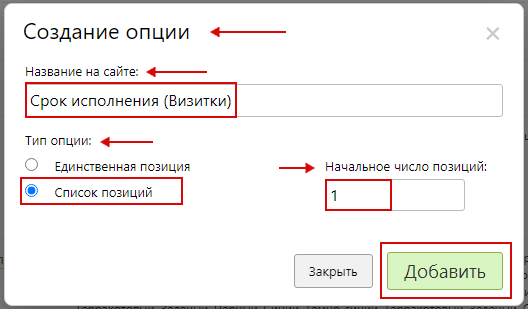 Создание опции
Название на сайте:
Срок исполнения (Визитки)
Тип опции:
Единственная позиция
Начальное число позиций:
Список позиций
1
Закрыть
Добавить